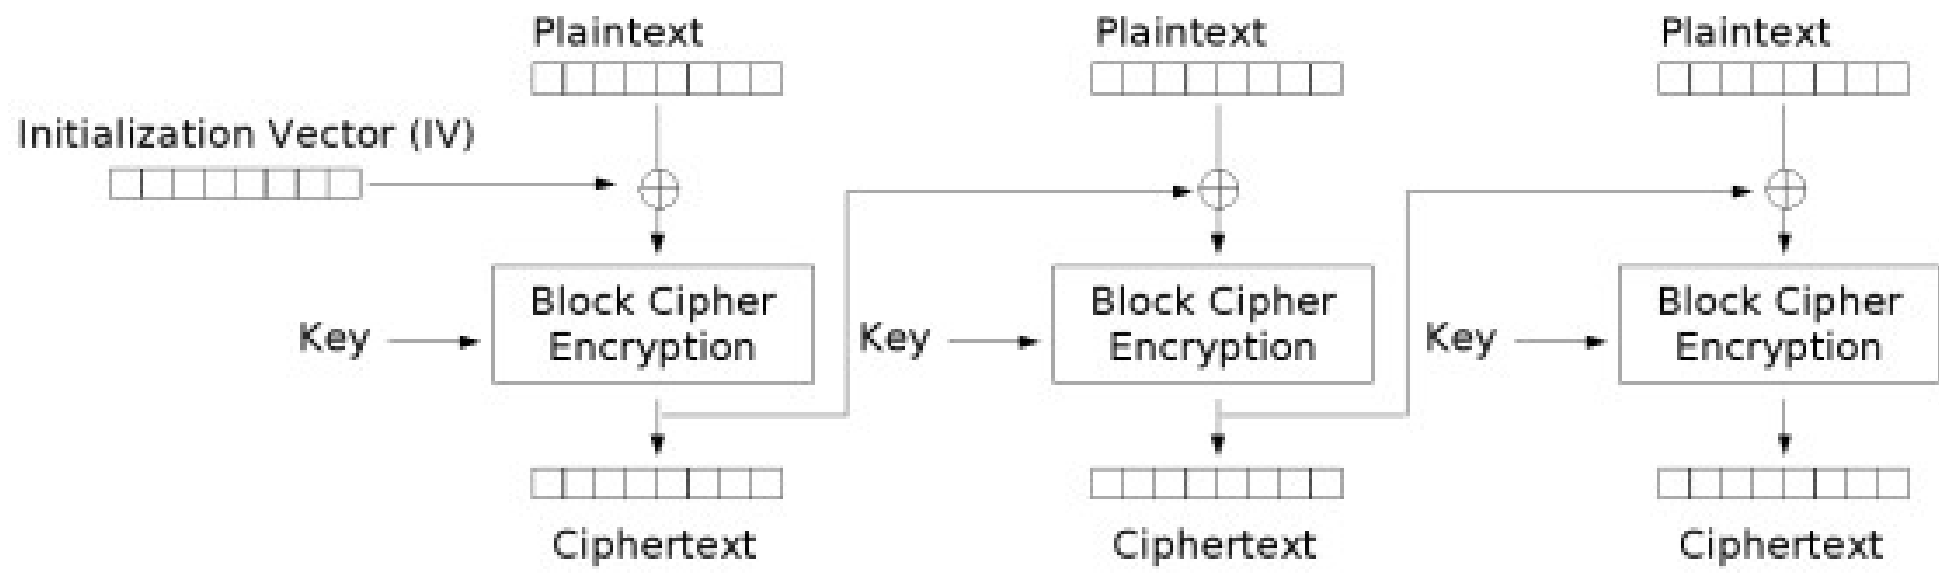 Plaintext
Plaintext
Plaintext
Initialization Vector (IV)
Block Cipher
Encryption
Block Cipher
Encryption
Block Cipher
Encryption
Key
Key
Key
Ciphertext
Ciphertext
Ciphertext